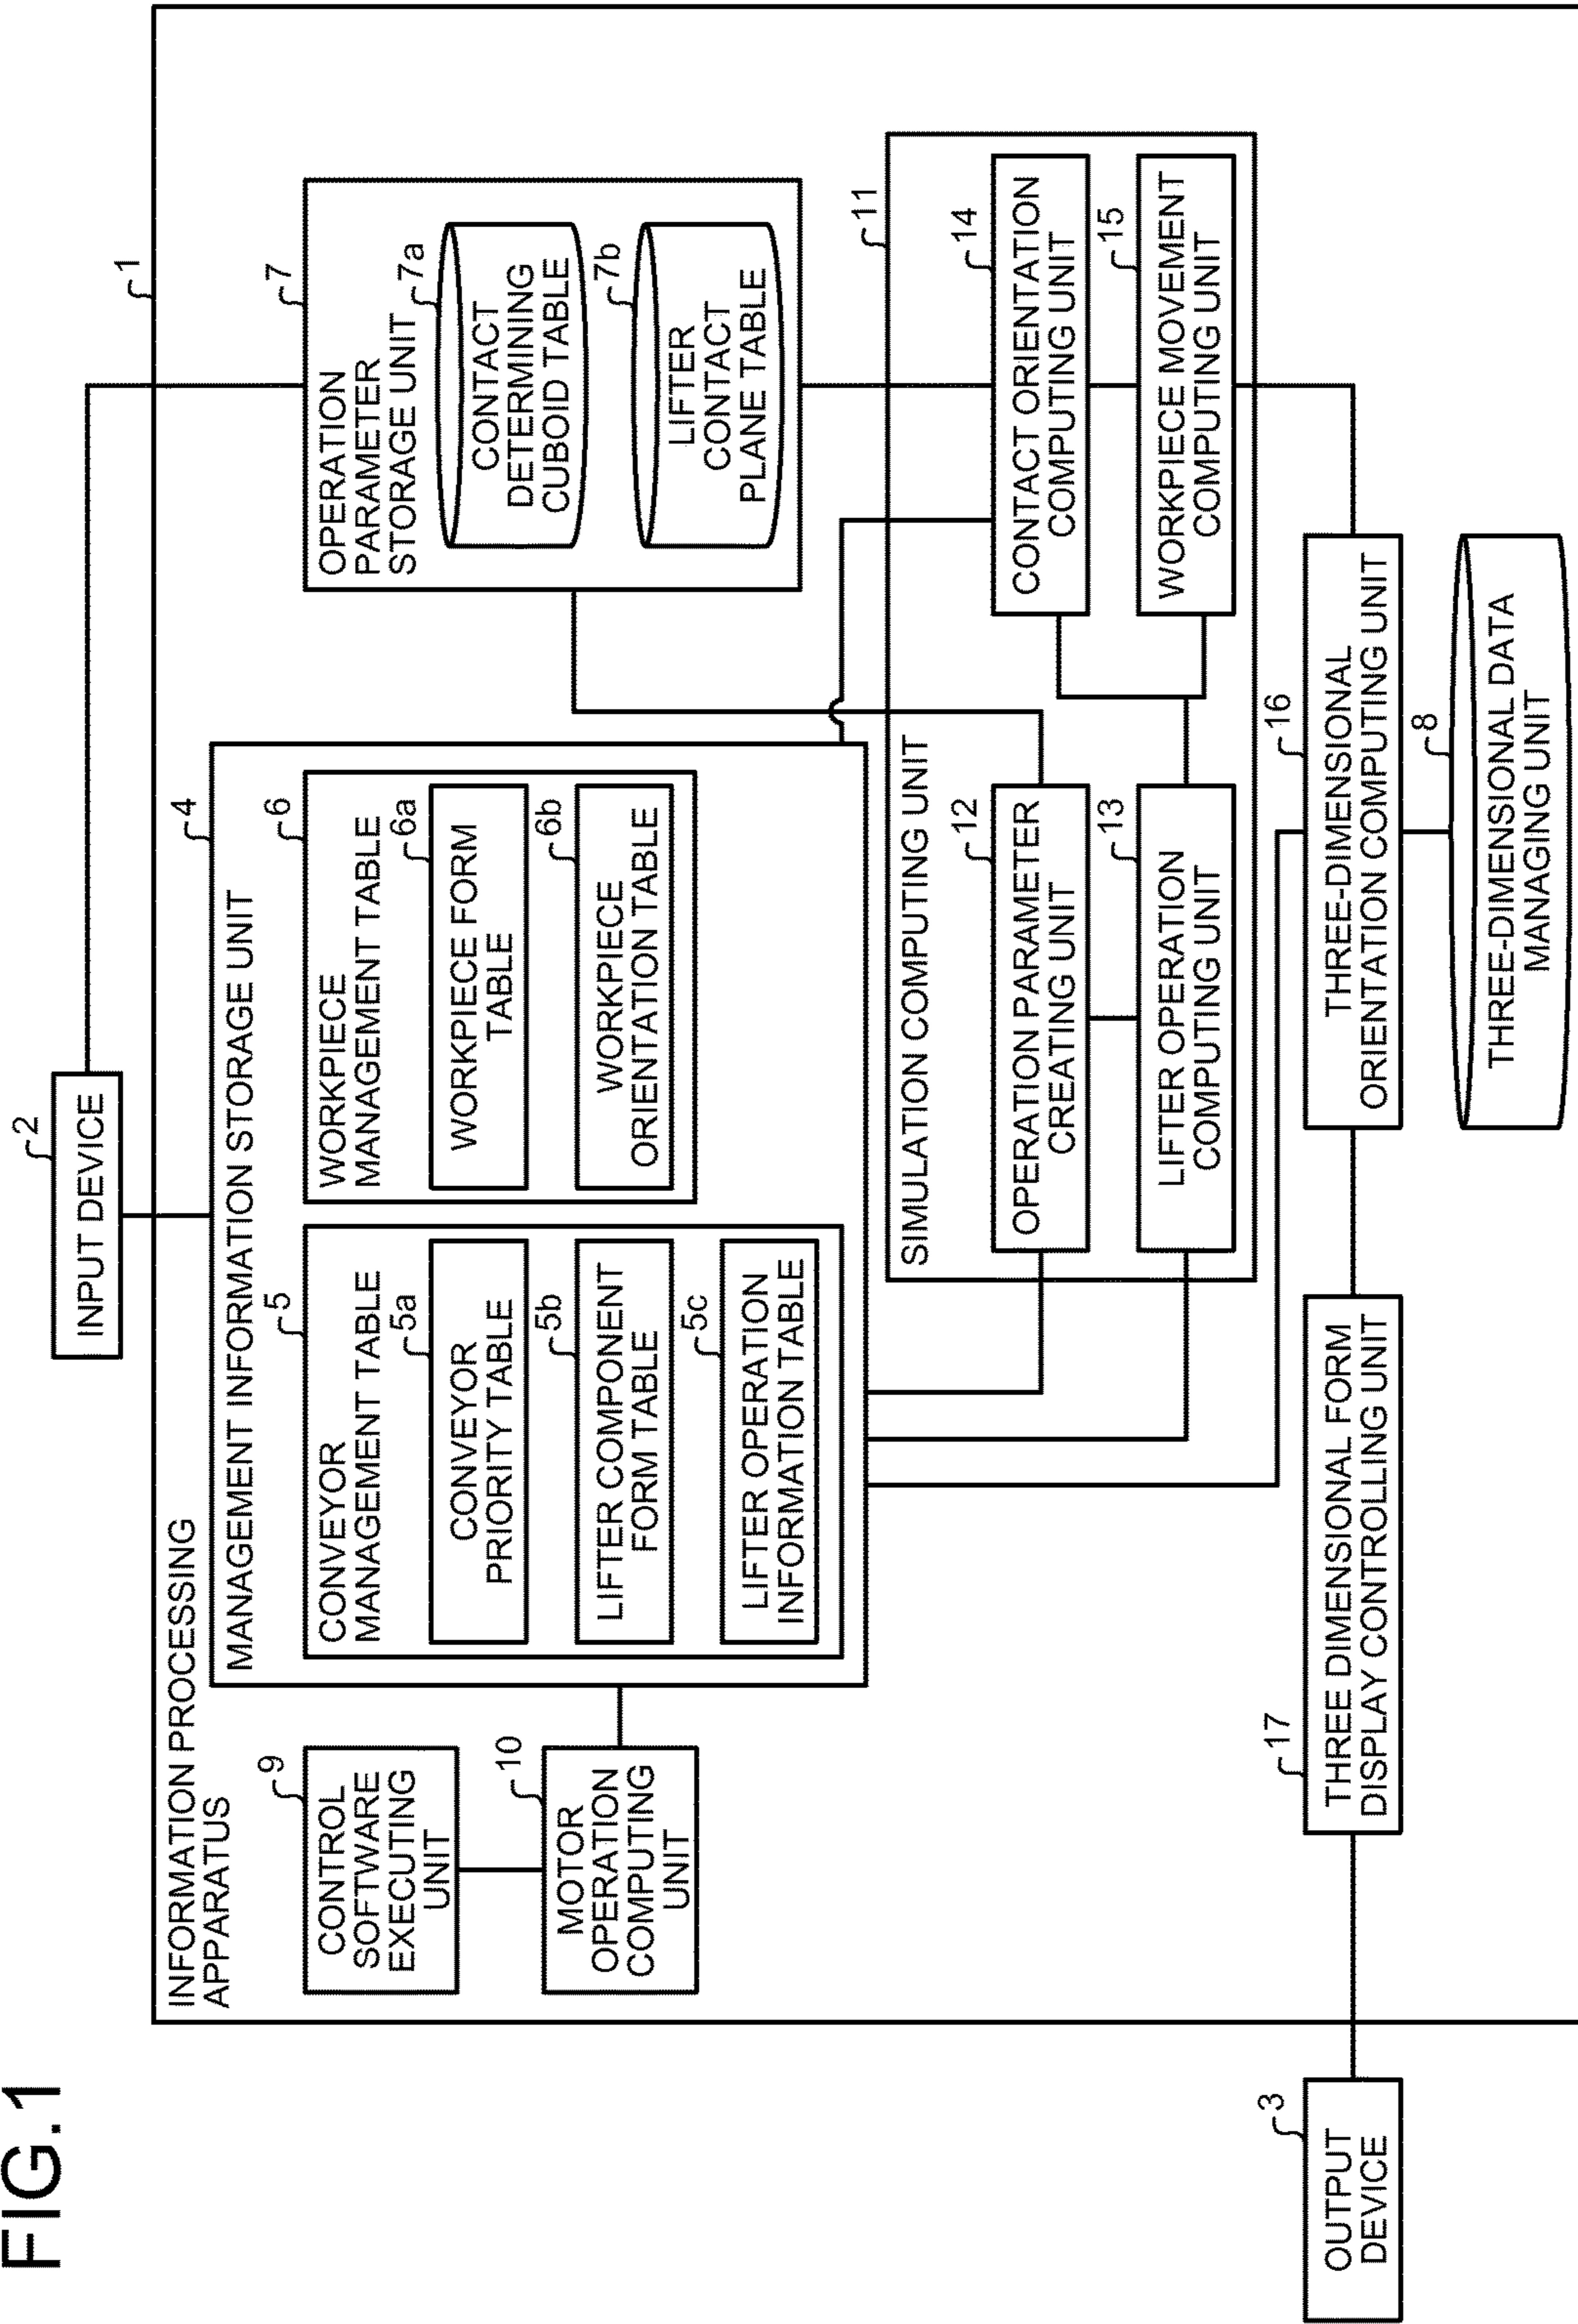 FIG.1
2
INPUT DEVICE
1
INFORMATION PROCESSING
APPARATUS
9
CONTROL
SOFTWARE
EXECUTING
UNIT
10
MOTOR
OPERATION
COMPUTING
UNIT
4
MANAGEMENT INFORMATION STORAGE UNIT
5
CONVEYOR
MANAGEMENT TABLE
5a
CONVEYOR
PRIORITY TABLE
5b
LIFTER COMPONENT
FORM TABLE
5c
LIFTER OPERATION
INFORMATION TABLE
6
WORKPIECE
MANAGEMENT TABLE
6a
WORKPIECE FORM
TABLE
6b
WORKPIECE
ORIENTATION TABLE
7
OPERATION
PARAMETER
STORAGE UNIT
7a
CONTACT
DETERMINING
CUBOID TABLE
7b
LIFTER
CONTACT
PLANE TABLE
11
SIMULATION COMPUTING UNIT
12
OPERATION PARAMETER
CREATING UNIT
13
LIFTER OPERATION
COMPUTING UNIT
14
CONTACT ORIENTATION
COMPUTING UNIT
15
WORKPIECE MOVEMENT
COMPUTING UNIT
3
OUTPUT
DEVICE
17
THREE DIMENSIONAL FORM
DISPLAY CONTROLLING UNIT
16
THREE-DIMENSIONAL
ORIENTATION COMPUTING UNIT
8
THREE-DIMENSIONAL DATA
MANAGING UNIT